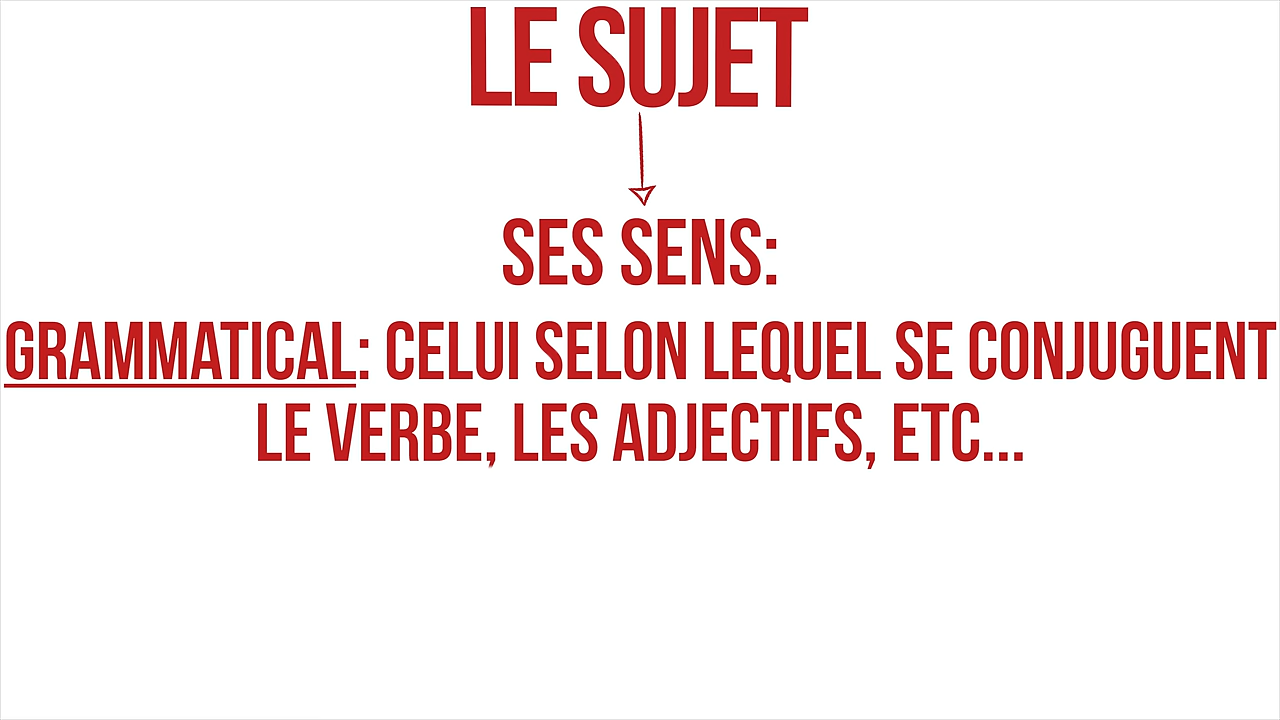 LE SUJET
SES SENS:
GRAMMATICAL: CELUI SELON LEQUEL SE CONJUGUENT
LE VERBE, LES ADJECTIFS, ETC...